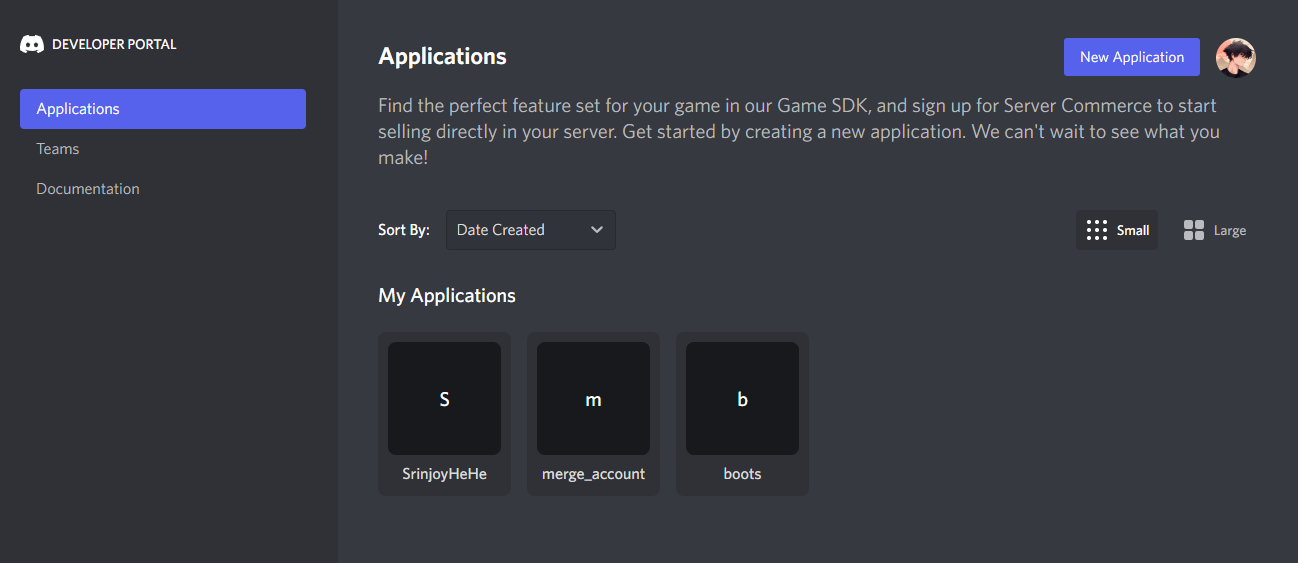 DEVELOPER PORTAL
Applications
Teams
Documentation
Applications
New Application
Find the perfect feature set for your game in our Game SDK, and sign up for Server Commerce to start
selling directly in your server. Get started by creating a new application. We can't wait to see what you
make!
Sort By:
Date Created
Small
Large
My Applications
S
m
b
SrinjoyHeHe
merge_account
boots